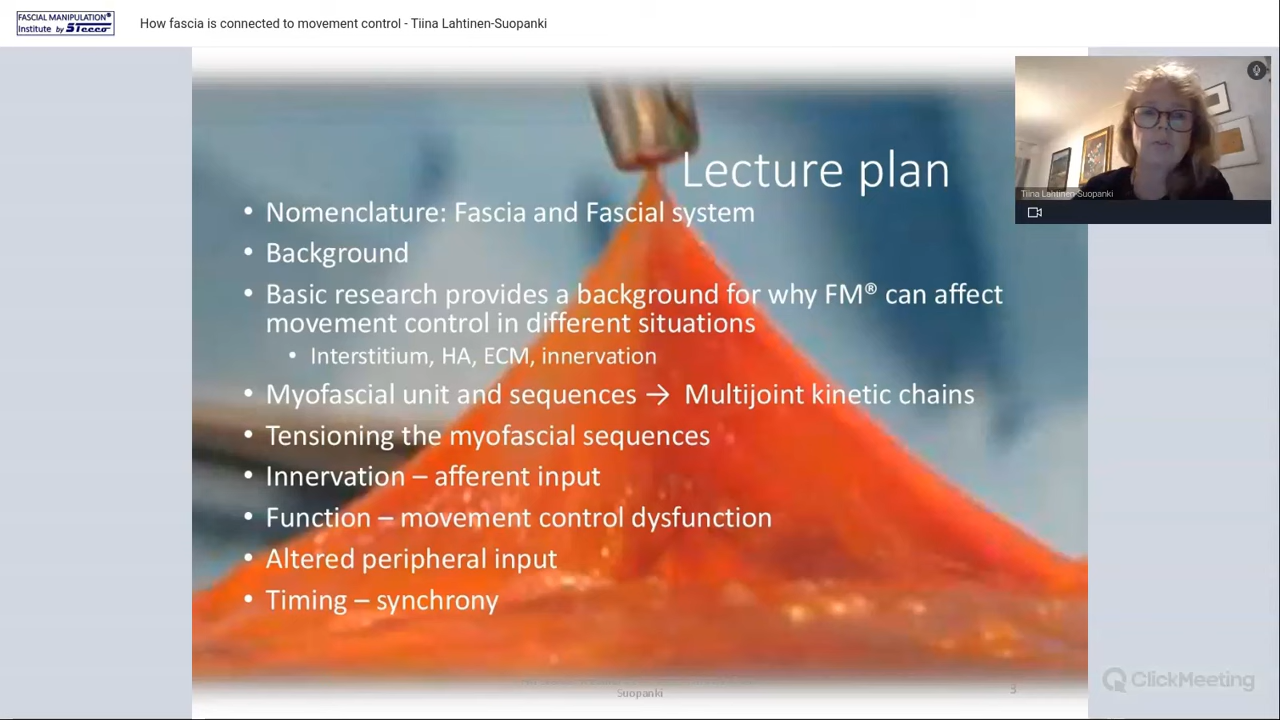 FASCIAL MANIPULATION®
Institute by Stecco
How fascia is connected to movement control - Tiina Lahtinen-Suopanki
Lecture plan
• Nomenclature: Fascia and Fascial system
• Background
• Basic research provides a background for why FM® can affect
movement control in different situations
• Interstitium, HA, ECM, innervation
• Myofascial unit and sequences → Multijoint kinetic chains
• Tensioning the myofascial sequences
• Innervation – afferent input
• Function – movement control dysfunction
• Altered peripheral input
• Timing – synchrony
Suopanki
3
Tiina Lahtinen-Suopanki
ClickMeeting